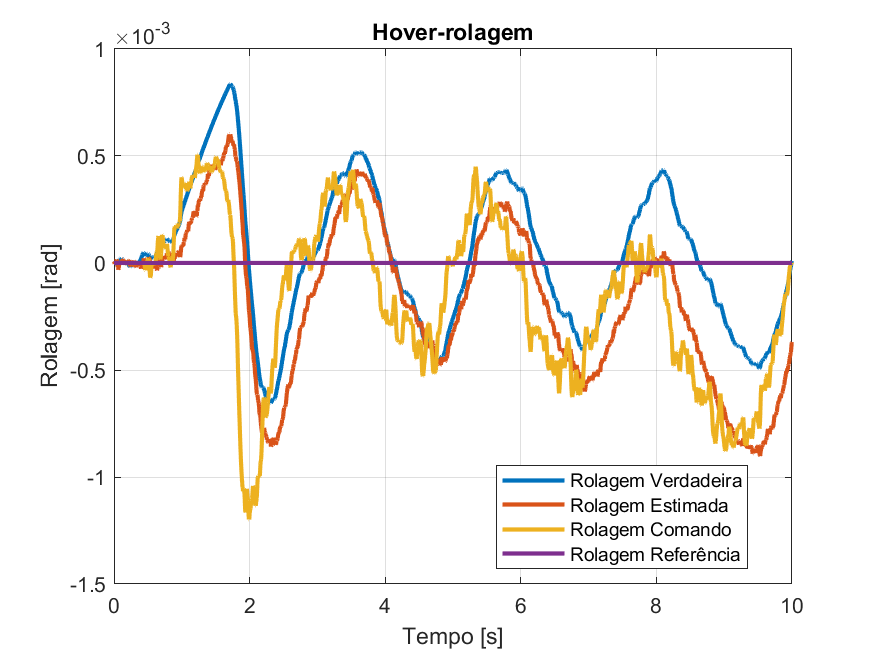 Hover-rolagem
×10⁻³
1
0.5
0
-0.5
-1
-1.5
Rolagem [rad]
0 2 4 6 8 10
Tempo [s]
Rolagem Verdadeira
Rolagem Estimada
Rolagem Comando
Rolagem Referência